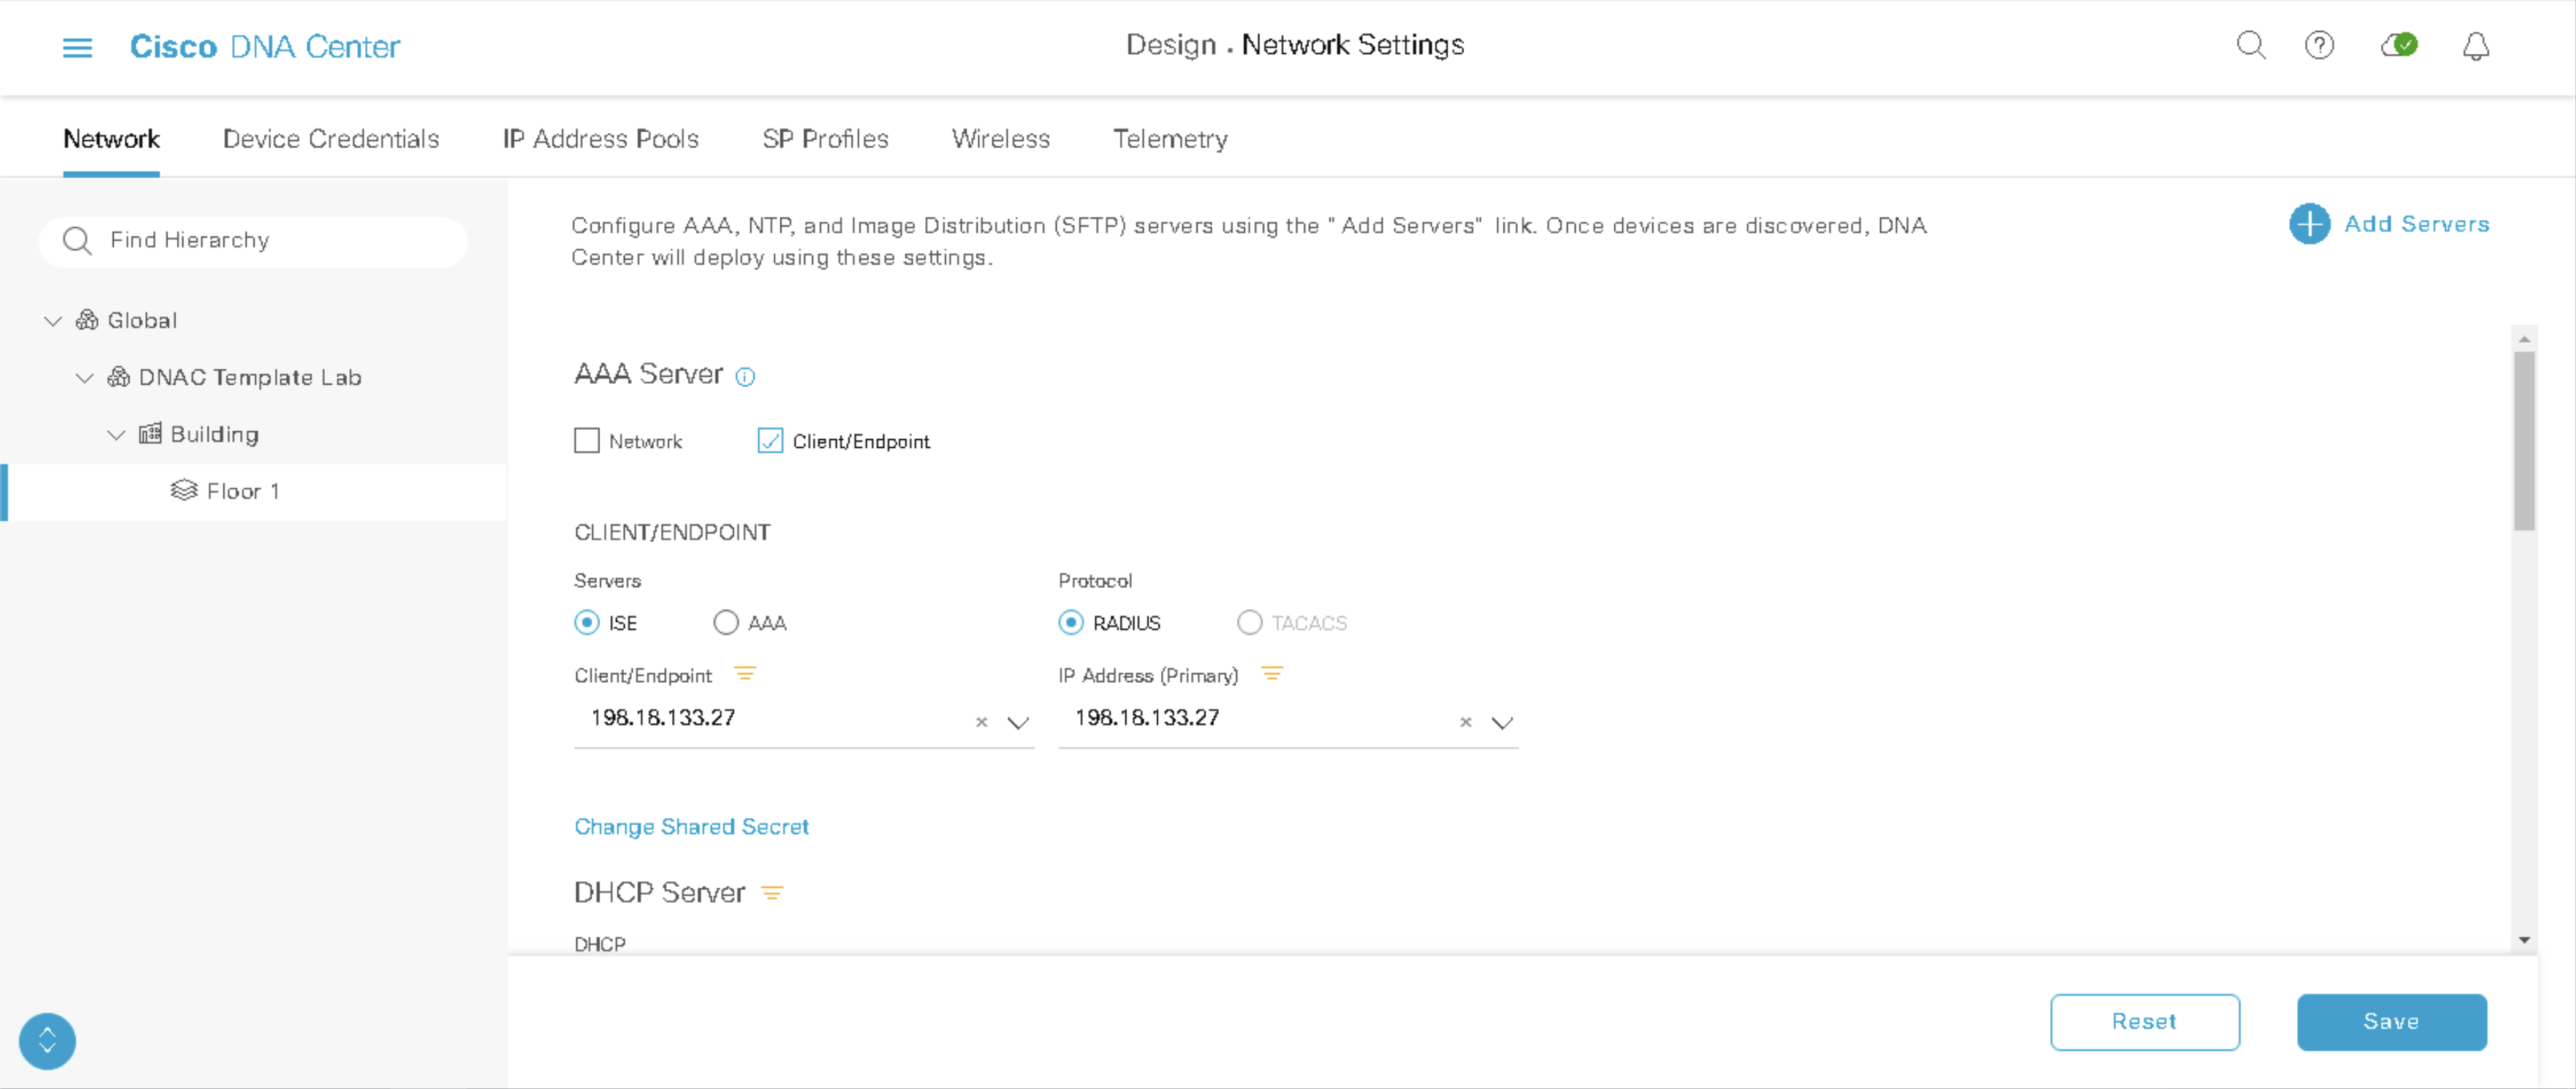 Cisco DNA Center
Design . Network Settings
Network Device Credentials IP Address Pools SP Profiles Wireless Telemetry
Find Hierarchy
Global
DNAC Template Lab
Building
Floor 1
Configure AAA, NTP, and Image Distribution (SFTP) servers using the " Add Servers" link. Once devices are discovered, DNA
Center will deploy using these settings.
Add Servers
AAA Server
Network Client/Endpoint
CLIENT/ENDPOINT
Servers Protocol
ISE AAA RADIUS TACACS
Client/Endpoint IP Address (Primary)
198.18.133.27 198.18.133.27
Change Shared Secret
DHCP Server
DHCP
Reset Save